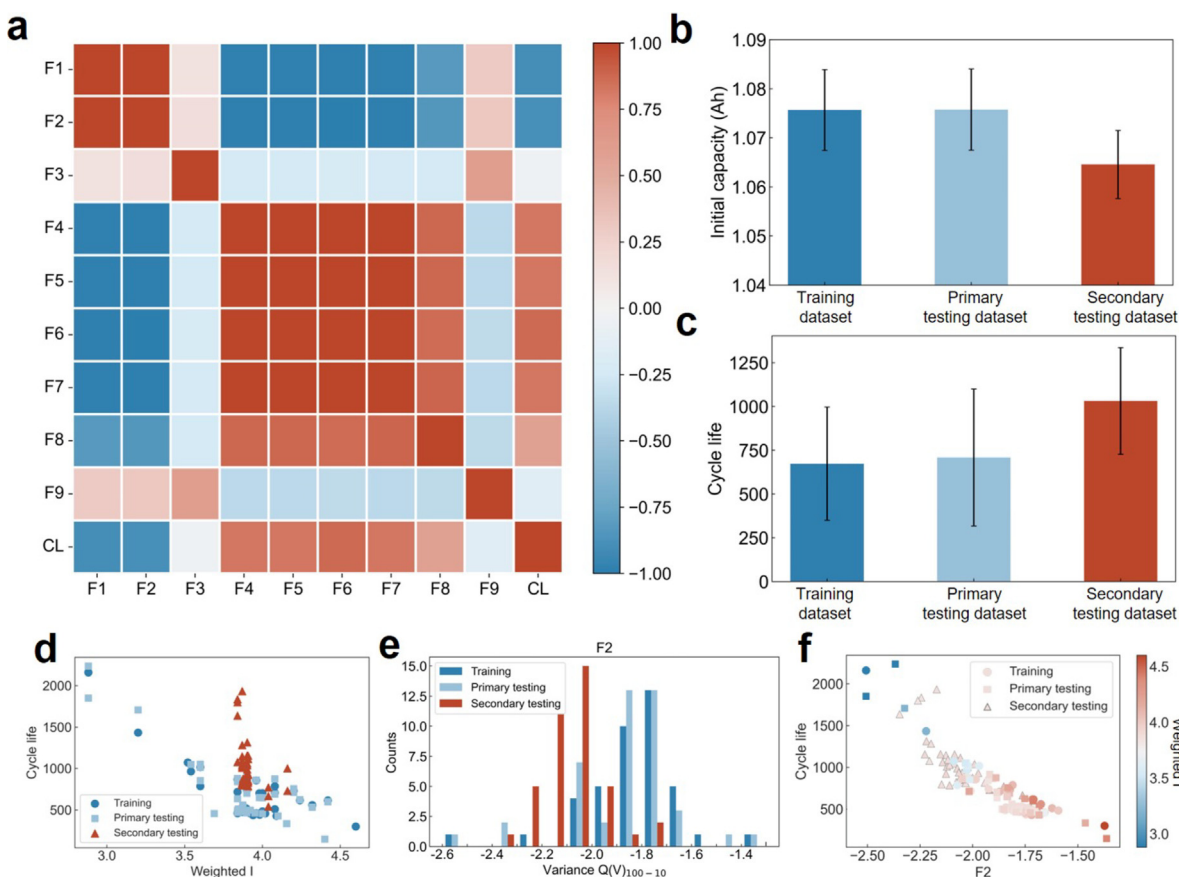 a
F1
F2
F3
F4
F5
F6
F7
F8
F9
CL
F1 F2 F3 F4 F5 F6 F7 F8 F9 CL
1.00
0.75
0.50
0.25
0.00
−0.25
−0.50
−0.75
−1.00
b
Initial capacity (Ah)
1.09
1.08
1.07
1.06
1.05
1.04
Training dataset
Primary testing dataset
Secondary testing dataset
c
Cycle life
1250
1000
750
500
250
0
Training dataset
Primary testing dataset
Secondary testing dataset
d
Cycle life
2000
1500
1000
500
Training
Primary testing
Secondary testing
3.0 3.5 4.0 4.5
Weighted I
e
F2
Counts
15.0
12.5
10.0
7.5
5.0
2.5
0.0
Training
Primary testing
Secondary testing
-2.6 -2.4 -2.2 -2.0 -1.8 -1.6 -1.4
Variance Q(V)100−10
f
Cycle life
2000
1500
1000
500
Training
Primary testing
Secondary testing
−2.50 −2.25 −2.00 −1.75 −1.50
F2
4.5
4.0
3.5
3.0